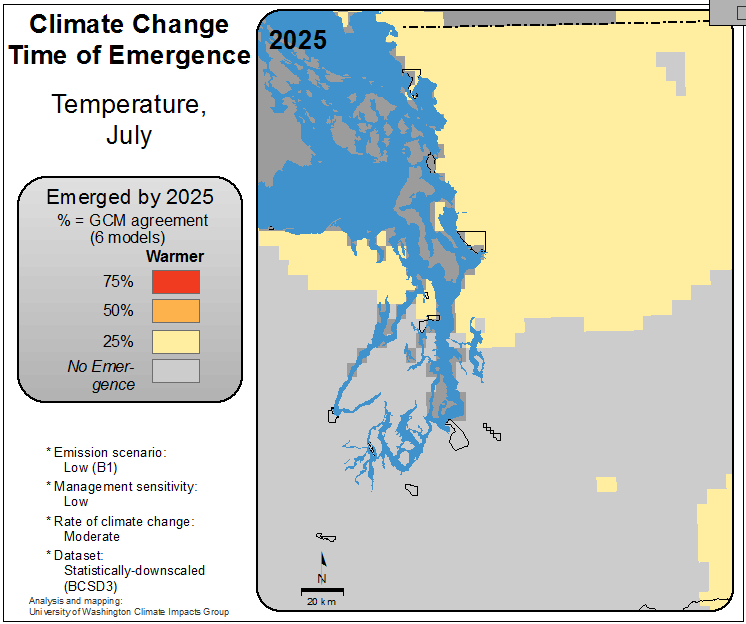 Climate Change
Time of Emergence
Temperature,
July
Emerged by 2025
% = GCM agreement
(6 models)
Warmer
75%
50%
25%
No Emer-
gence
* Emission scenario:
Low (B1)
* Management sensitivity:
Low
* Rate of climate change:
Moderate
* Dataset:
Statistically-downscaled
(BCSD3)
Analysis and mapping:
University of Washington Climate Impacts Group
2025
N
20 km